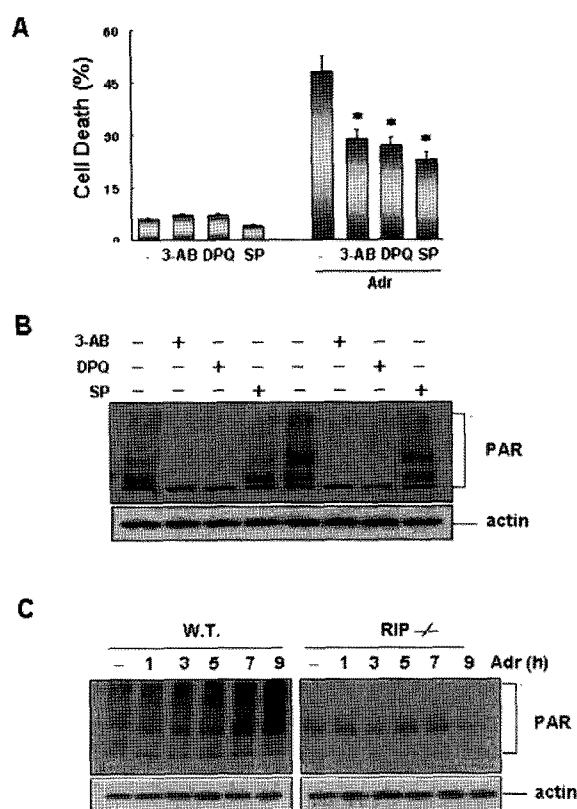 A
Cell Death (%)
60
45
30
15
0
* * *
- 3-AB DPQ SP - 3-AB DPQ SP
Adr
B
3-AB - + - - - + - -
DPQ - - + - - - + -
SP - - - + - - - +
PAR
actin
C
W.T. RIP -/-
- 1 3 5 7 9 - 1 3 5 7 9 Adr (h)
PAR
actin